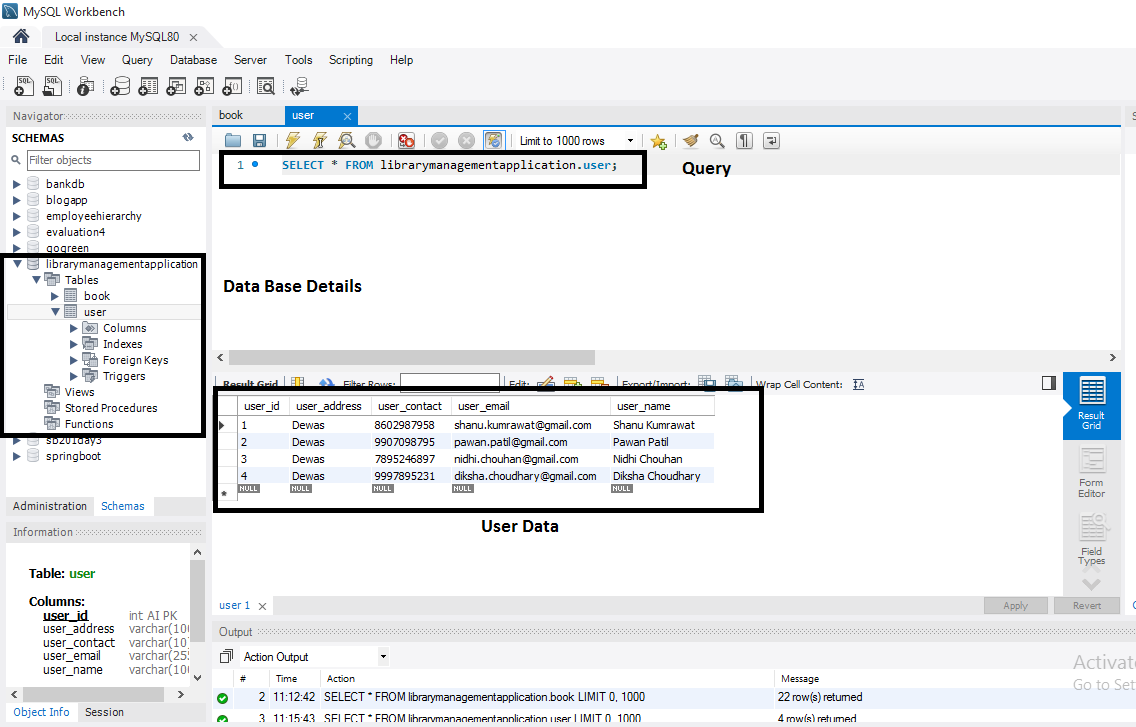 MySQL Workbench
Local instance MySQL80
File Edit View Query Database Server Tools Scripting Help
Navigator
SCHEMAS
Filter objects
bankdb
blogapp
employeehierarchy
evaluation4
gogreen
librarymanagementapplication
Tables
book
user
Columns
Indexes
Foreign Keys
Triggers
Views
Stored Procedures
Functions
sb201day3
springboot
Administration Schemas
Information
Table: user
Columns:
user_id int AI PK
user_address varchar(100
user_contact varchar(10)
user_email varchar(255
user_name varchar(100
Object Info Session
book user
Limit to 1000 rows
1 SELECT * FROM librarymanagementapplication.user;
Query
Data Base Details
Result Grid Filter Rows: Edit: Export/Import: Wrap Cell Content:
user_id user_address user_contact user_email user_name
1 Dewas 8602987958 shanu.kumrawat@gmail.com Shanu Kumrawat
2 Dewas 9907098795 pawan.patil@gmail.com Pawan Patil
3 Dewas 7895246897 nidhi.chouhan@gmail.com Nidhi Chouhan
4 Dewas 9997895231 diksha.choudhary@gmail.com Diksha Choudhary
NULL NULL NULL NULL NULL
User Data
Result
Grid
Form
Editor
Field
Types
user 1
Apply Revert
Output
Action Output
# Time Action Message
2 11:12:42 SELECT * FROM librarymanagementapplication.book LIMIT 0, 1000 22 row(s) returned
3 11:15:43 SELECT * FROM librarymanagementapplication.user LIMIT 0, 1000 4 row(s) returned
Activate
Go to Set